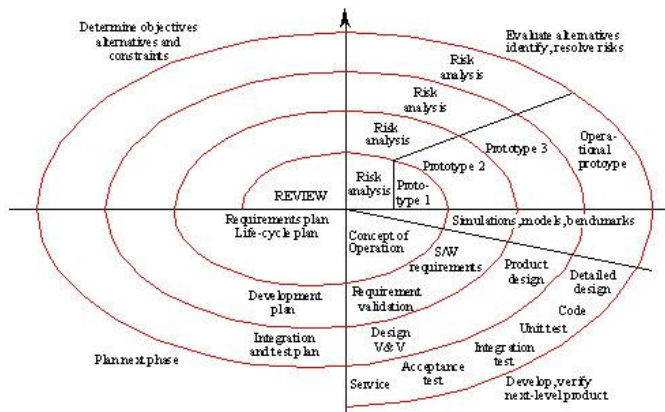 Determine objectives
alternatives and
constraints
Evaluate alternatives
identify, resolve risks
Risk
analysis
Risk
analysis
Risk
analysis
Risk
analysis
REVIEW
Proto-
type 1
Prototype 2
Prototype 3
Opera-
tional
protoype
Requirements plan
Life-cycle plan
Simulations, models, benchmarks
Concept of
Operation
S/W
requirements
Product
design
Detailed
design
Development
plan
Requirement
validation
Code
Unit test
Integration
and test plan
Design
V&V
Integration
test
Plan next phase
Acceptance
test
Service
Develop, verify
next-level product